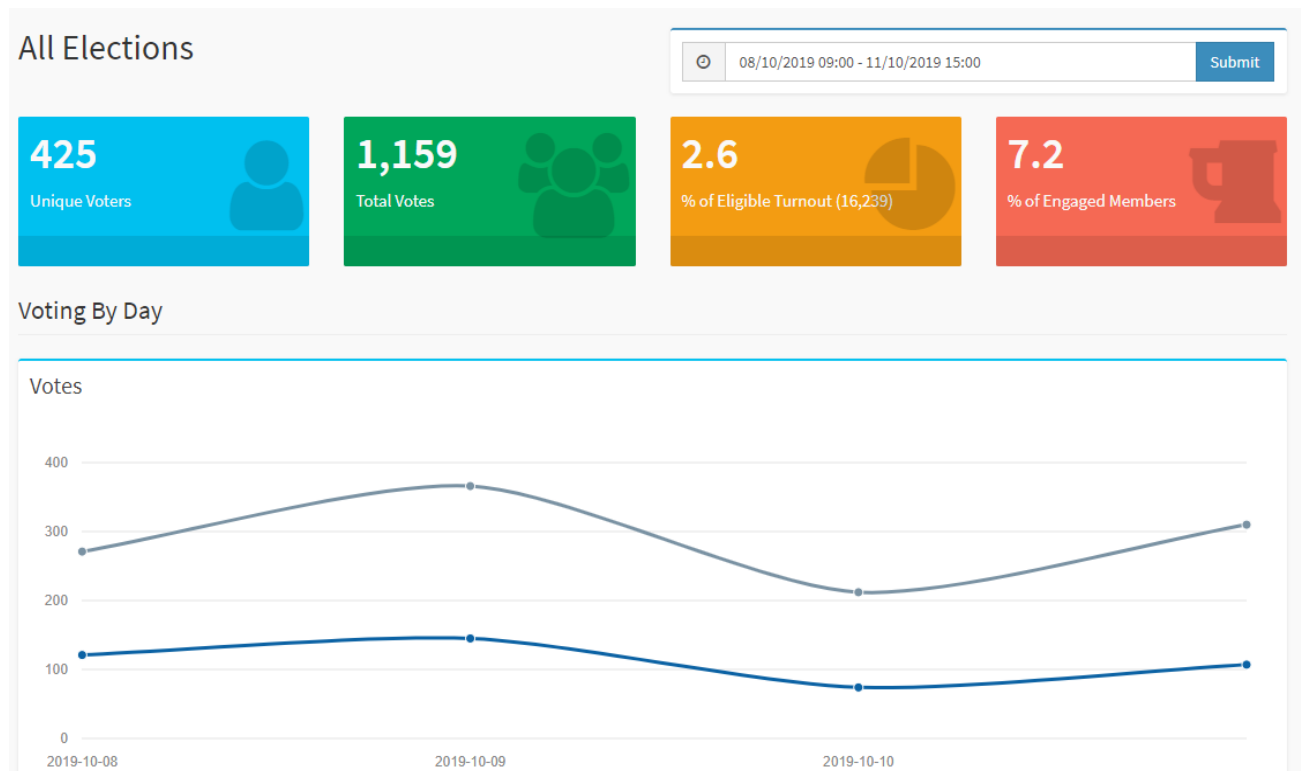 All Elections
08/10/2019 09:00 - 11/10/2019 15:00
Submit
425
Unique Voters
1,159
Total Votes
2.6
% of Eligible Turnout (16,239)
7.2
% of Engaged Members
Voting By Day
Votes
400
300
200
100
0
2019-10-08
2019-10-09
2019-10-10